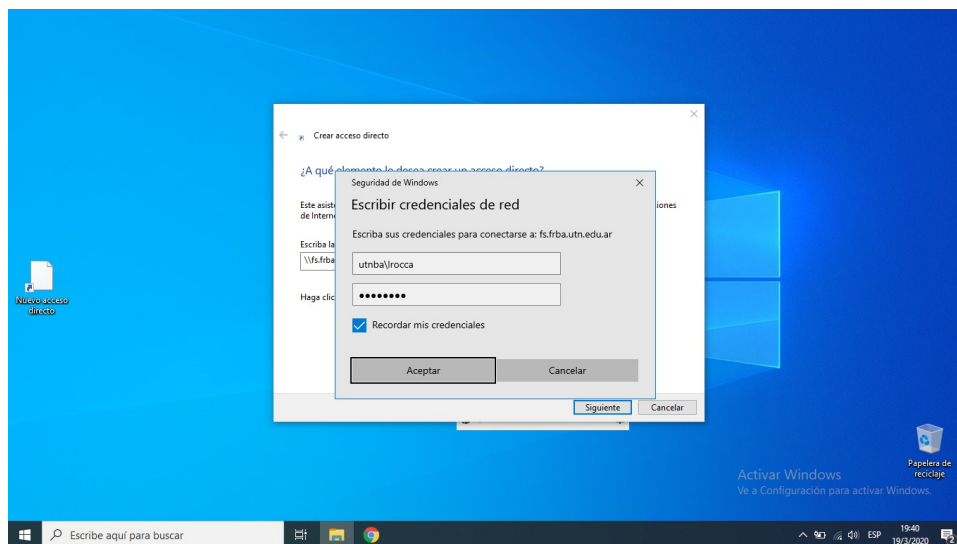 Crear acceso directo
¿A qué elemento le desea crear un acceso directo?
Seguridad de Windows
Este asist
iones
de Intern
Escribir credenciales de red
Escriba sus credenciales para conectarse a: fs.frba.utn.edu.ar
Escriba la
\\fs.frba
utnba\lrocca
Haga clic
••••••••
Recordar mis credenciales
Aceptar
Cancelar
Siguiente
Cancelar
Nuevo acceso
directo
Papelera de
reciclaje
Activar Windows
Ve a Configuración para activar Windows.
Escribe aquí para buscar
ESP
19:40
19/3/2020
2